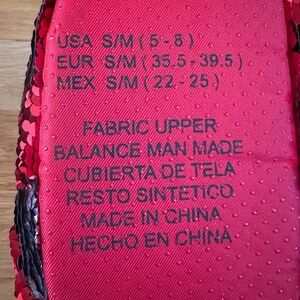 USA S/M ( 5 - 8 )
EUR S/M ( 35.5 - 39.5 )
MEX S/M ( 22 - 25 )
FABRIC UPPER
BALANCE MAN MADE
CUBIERTA DE TELA
RESTO SINTETICO
MADE IN CHINA
HECHO EN CHINA